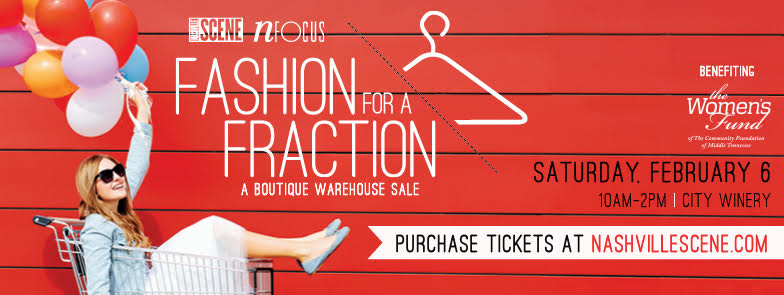 NASHVILLE
SCENE nfocus
FASHION FOR A
FRACTION
A BOUTIQUE WAREHOUSE SALE
BENEFITING
the
Women's
Fund
of The Community Foundation
of Middle Tennessee
SATURDAY, FEBRUARY 6
10AM-2PM | CITY WINERY
PURCHASE TICKETS AT NASHVILLESCENE.COM